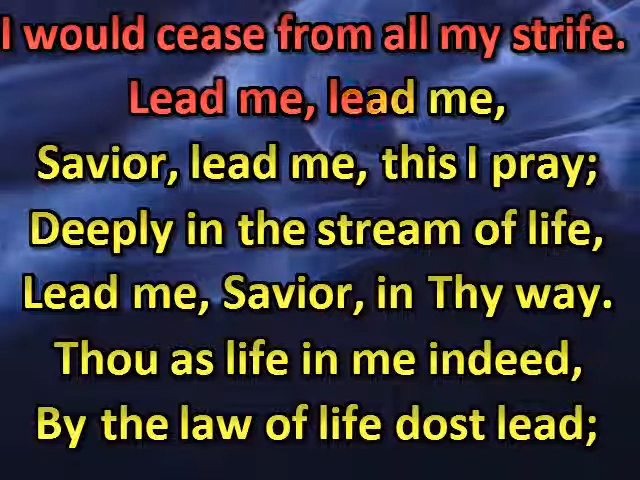 I would cease from all my strife.
Lead me, lead me,
Savior, lead me, this I pray;
Deeply in the stream of life,
Lead me, Savior, in Thy way.
Thou as life in me indeed,
By the law of life dost lead;